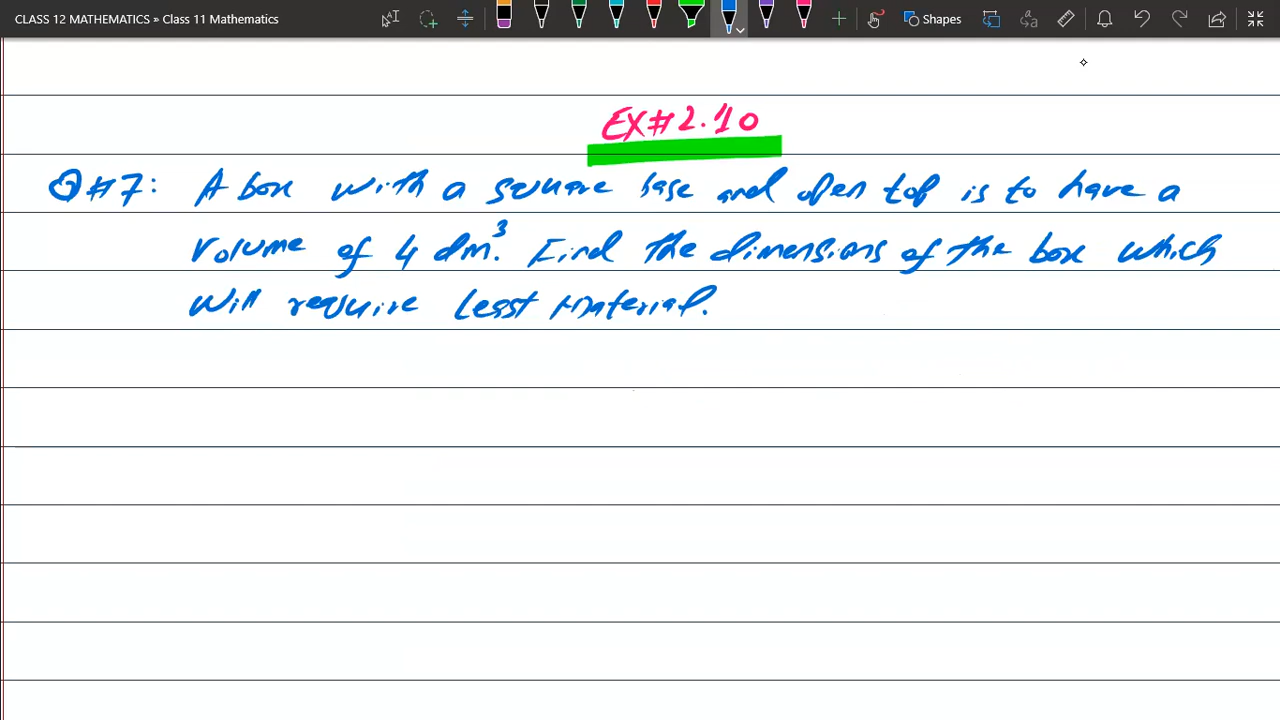 CLASS 12 MATHEMATICS » Class 11 Mathematics
Shapes
EX#2.10
Q#7: A box with a square base and open top is to have a
volume of 4 dm³. Find the dimensions of the box which
will require least material.